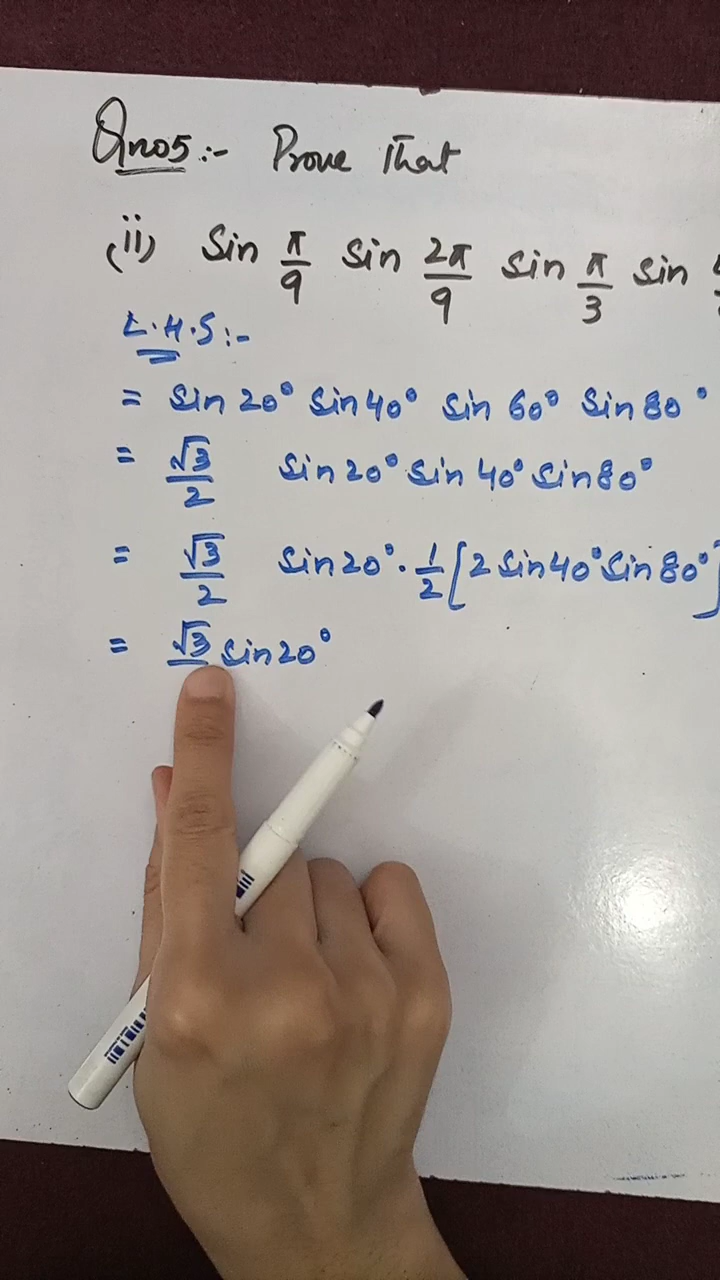 Qno5:- Prove That
(ii) Sin π/9 sin 2π/9 sin π/3 sin
L.H.S:-
= sin 20° sin 40° sin 60° sin 80°
= √3/2 sin 20° sin 40° sin 80°
= √3/2 sin 20° · 1/2 [2 sin 40° sin 80°]
= √3 sin 20°